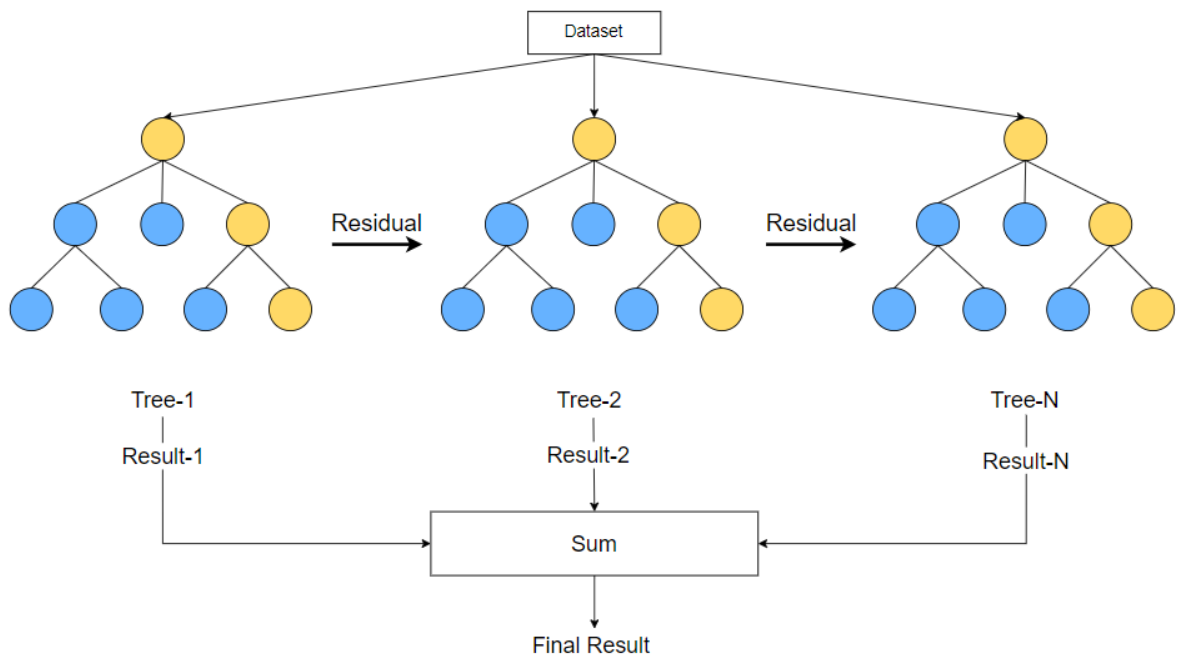 Dataset
Residual
Residual
Tree-1
Tree-2
Tree-N
Result-1
Result-2
Result-N
Sum
Final Result